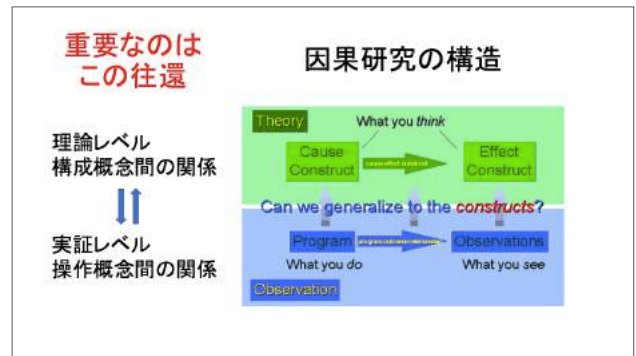 重要なのは
この往還
因果研究の構造
理論レベル
構成概念間の関係
実証レベル
操作概念間の関係
Theory
What you think
Cause
Construct
cause-effect construct
Effect
Construct
Can we generalize to the constructs?
Program
Observations
What you do
What you see
Observation